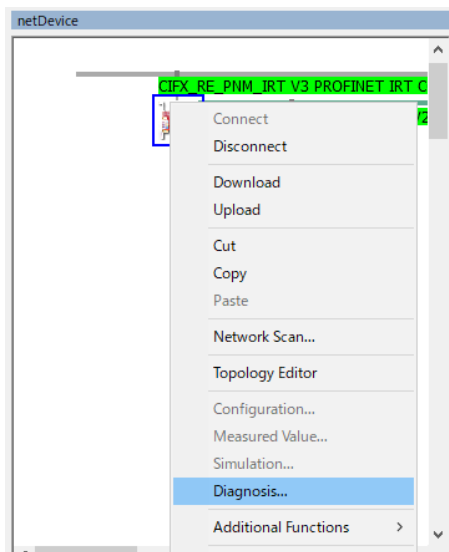 netDevice
CIFX_RE_PNM_IRT V3 PROFINET IRT C
V2
Connect
Disconnect
Download
Upload
Cut
Copy
Paste
Network Scan...
Topology Editor
Configuration...
Measured Value...
Simulation...
Diagnosis...
Additional Functions